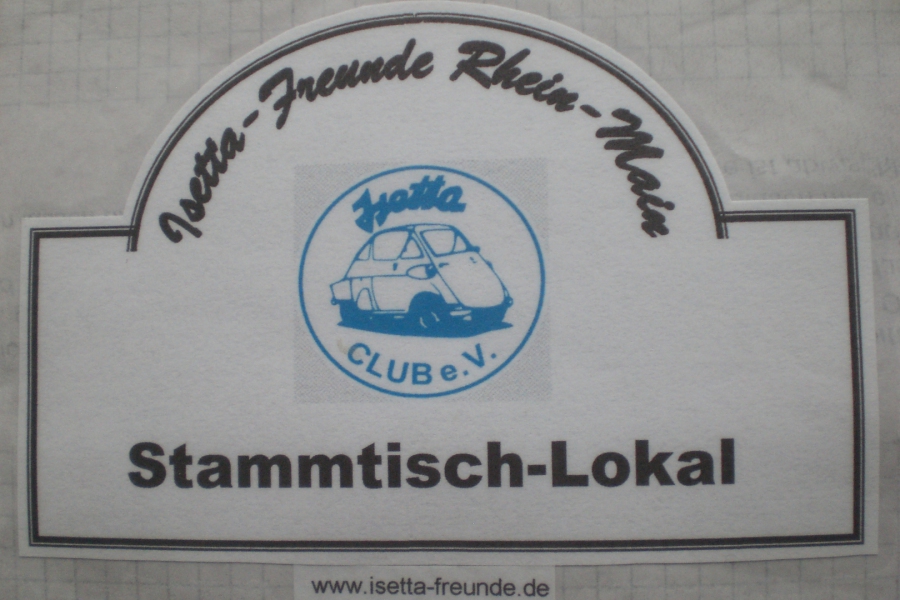 Isetta-Freunde Rhein-Main
Isetta
CLUB e.V.
Stammtisch-Lokal
www.isetta-freunde.de